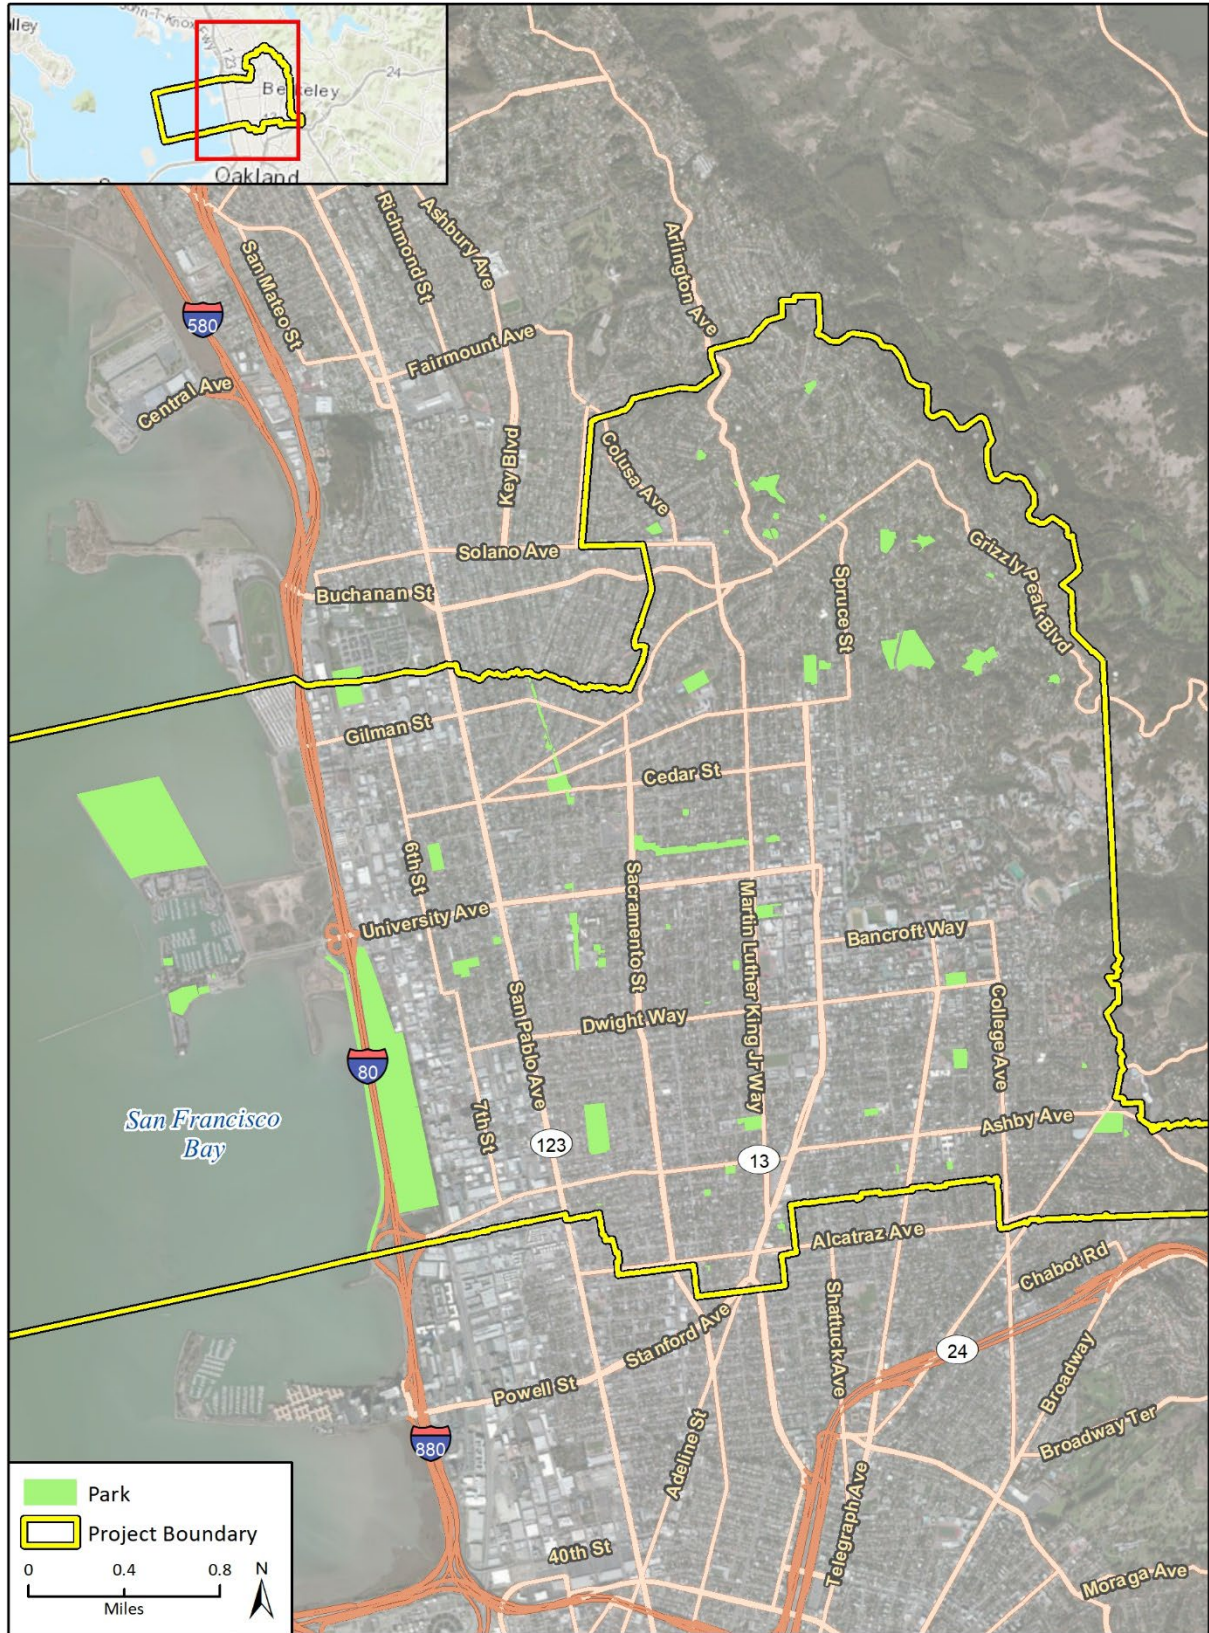 John-T-Knox Fwy
123
24
Berkeley
Oakland
Ashbury Ave
Richmond St
San Mateo St
Arlington Ave
580
Fairmount Ave
Central Ave
Key Blvd
Colusa Ave
Solano Ave
Buchanan St
Grizzly Peak Blvd
Spruce St
Gilman St
Cedar St
6th St
Sacramento St
Martin Luther King Jr Way
University Ave
Bancroft Way
San Pablo Ave
Dwight Way
College Ave
80
7th St
San Francisco
Bay
123
13
Ashby Ave
Alcatraz Ave
Chabot Rd
Shattuck Ave
Stanford Ave
24
Powell St
Broadway
880
Adeline St
Broadway Ter
Telegraph Ave
40th St
Moraga Ave
Park
Project Boundary
0 0.4 0.8
Miles
N